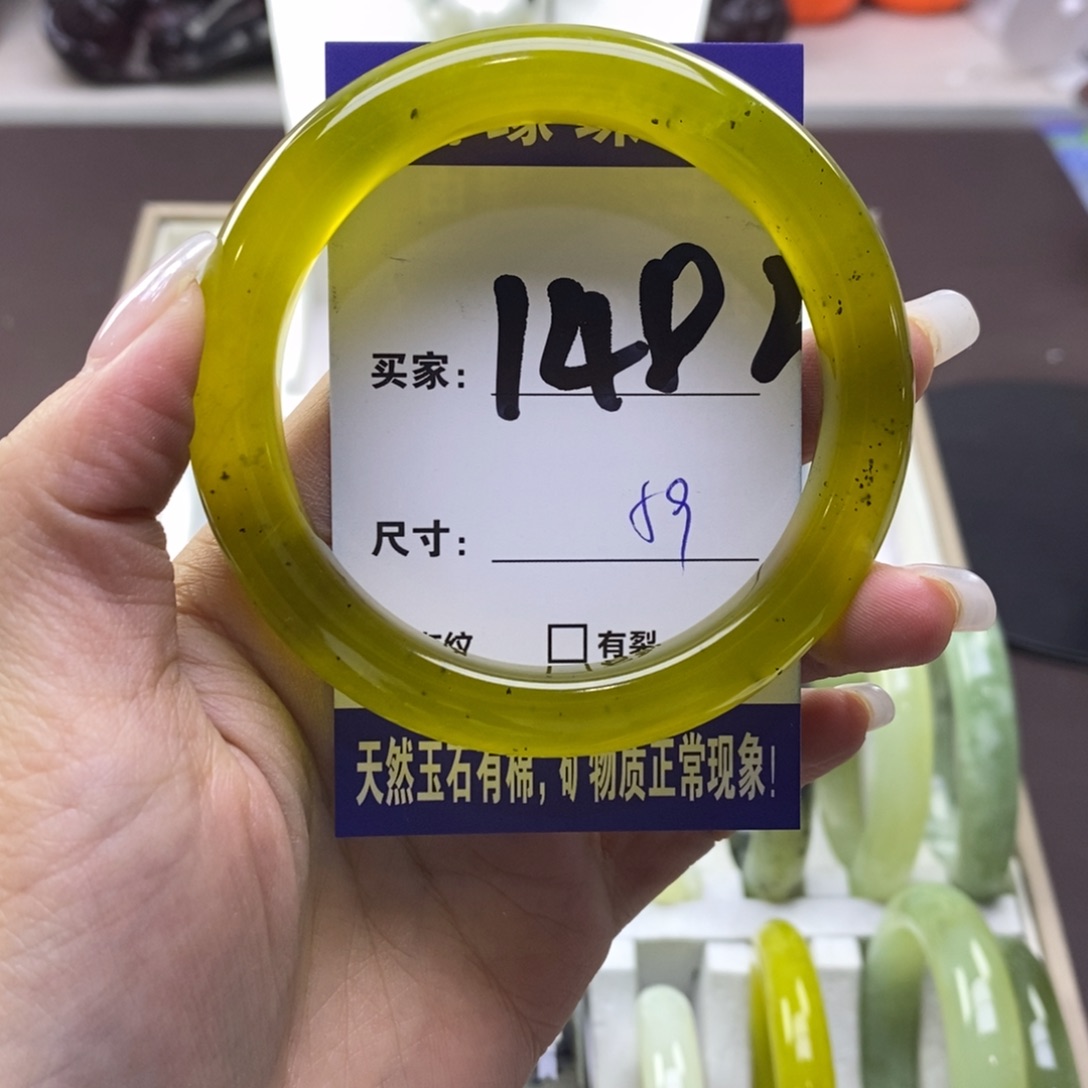 买家: 148
尺寸: 59
纹 有裂
天然玉石有棉,矿物质正常现象!